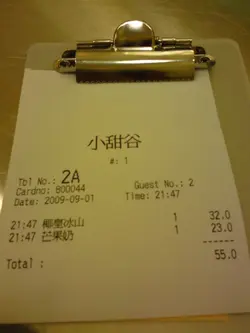 小甜谷
#: 1
Tbl No.: 2A Guest No.: 2
Cardno: B00044 Time: 21:47
Date: 2009-09-01
21:47 椰皇冰山 1 32.0
21:47 芒果奶 1 23.0
Total : 55.0